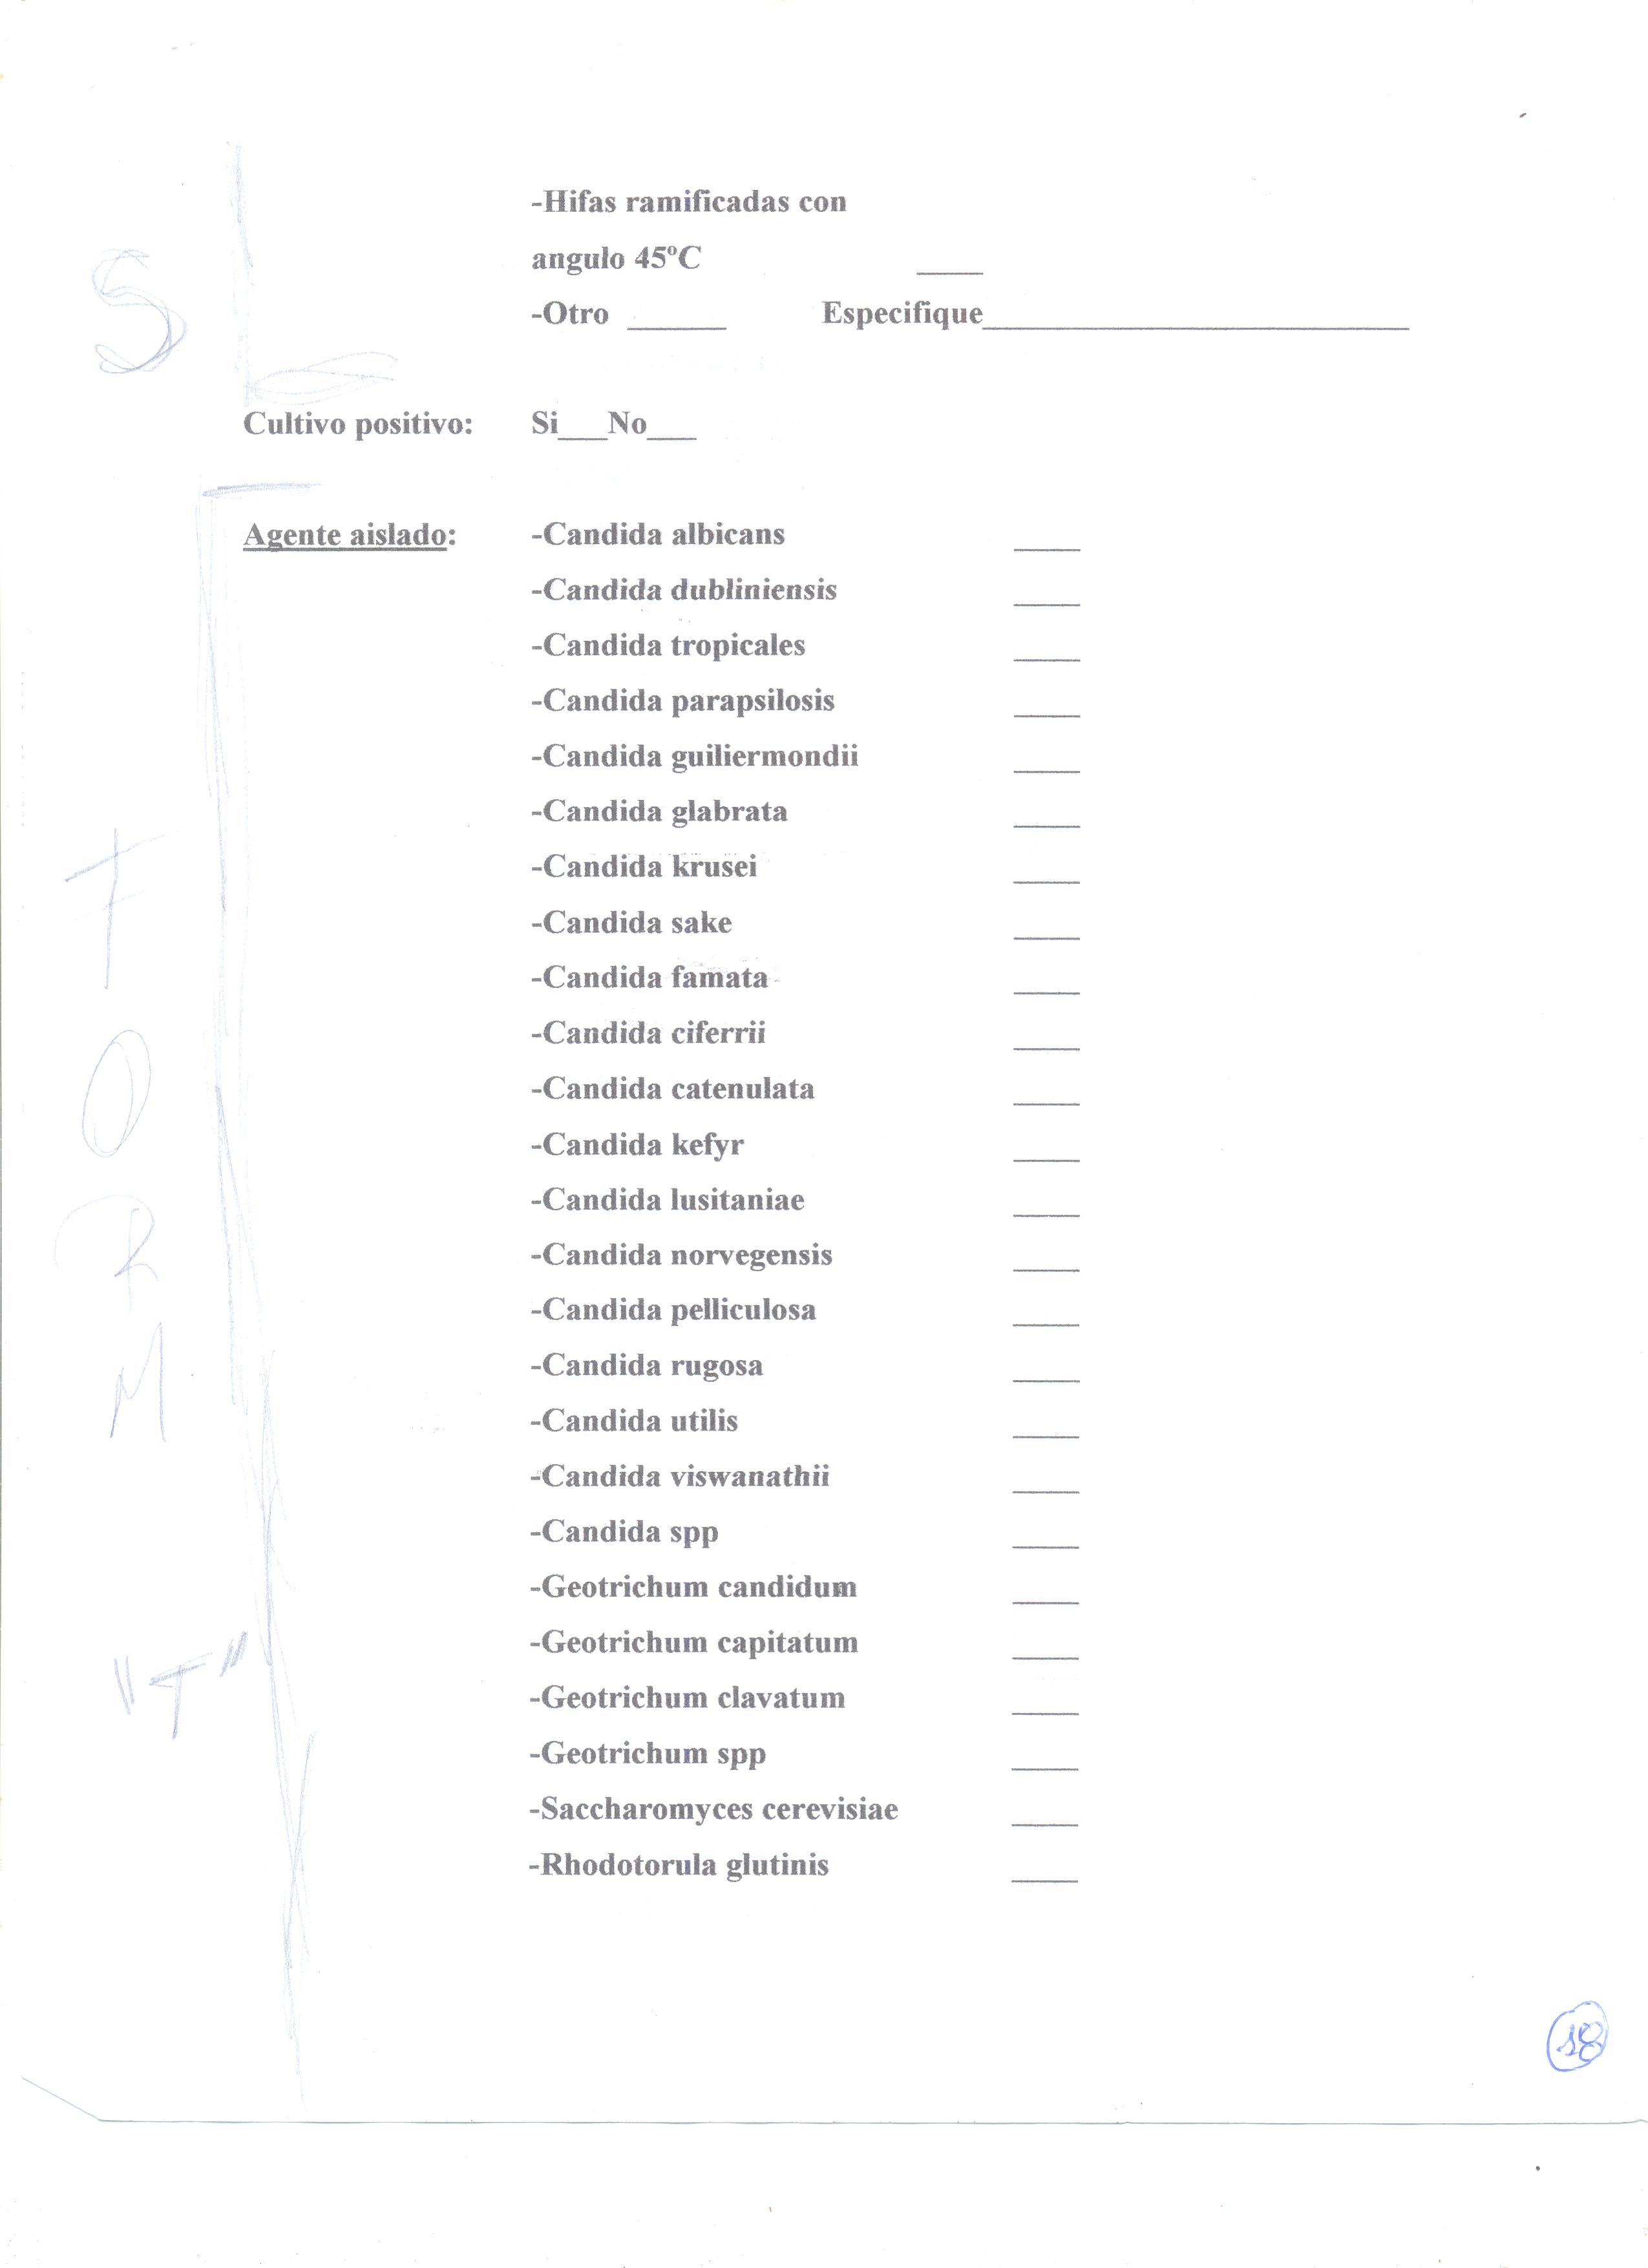 -Hifas ramificadas con
angulo 45ºC ____
-Otro ______ Especifique__________________________
S
Cultivo positivo: Si___No___
Agente aislado: -Candida albicans ____
-Candida dubliniensis ____
-Candida tropicales ____
-Candida parapsilosis ____
-Candida guiliermondii ____
-Candida glabrata ____
-Candida krusei ____
-Candida sake ____
-Candida famata ____
-Candida ciferrii ____
-Candida catenulata ____
-Candida kefyr ____
-Candida lusitaniae ____
-Candida norvegensis ____
-Candida pelliculosa ____
-Candida rugosa ____
-Candida utilis ____
-Candida viswanathii ____
-Candida spp ____
-Geotrichum candidum ____
-Geotrichum capitatum ____
-Geotrichum clavatum ____
-Geotrichum spp ____
-Saccharomyces cerevisiae ____
-Rhodotorula glutinis ____
F
O
R
M
"T"
18